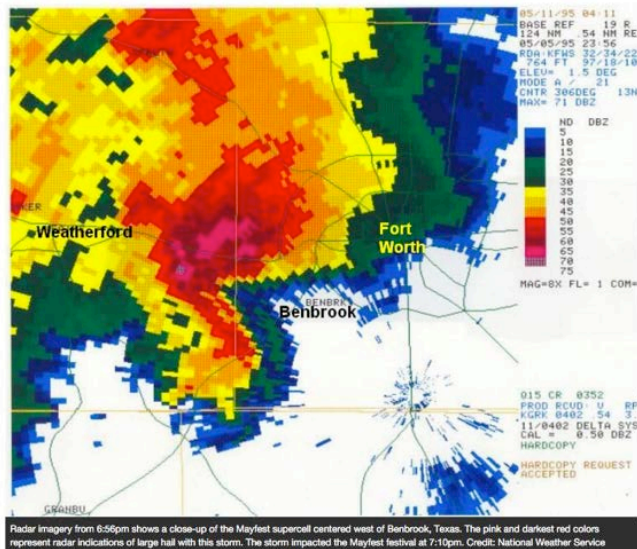 05/11/95 04:11
BASE REF 19 R
124 NM .54 NM RE
05/05/95 23:56
RDA:KFWS 32/34/22
764 FT 97/18/10
ELEV= 1.5 DEG
MODE A / 21
CNTR 306DEG 13N
MAX= 71 DBZ
ND DBZ
5
10
15
20
25
30
35
40
45
50
55
60
65
70
75
MAG=8X FL= 1 COM=
KER
Weatherford
Fort
Worth
BENBRK
Benbrook
Q15 CR 0352
PROD RCVD: V RP
KGRK 0402 .54 3.
11/0402 DELTA SYS
CAL = 0.50 DBZ
HARDCOPY
HARDCOPY REQUEST
ACCEPTED
GRANBU
Radar imagery from 6:56pm shows a close-up of the Mayfest supercell centered west of Benbrook, Texas. The pink and darkest red colors
represent radar indications of large hail with this storm. The storm impacted the Mayfest festival at 7:10pm. Credit: National Weather Service